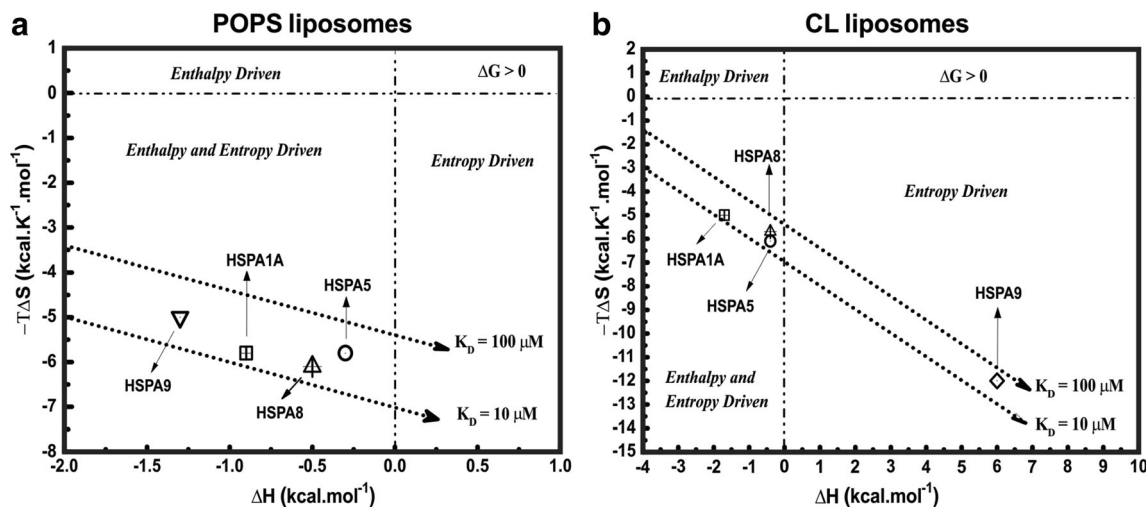 a
POPS liposomes
1
0
-1
-2
-3
-4
-5
-6
-7
-8
−TΔS (kcal.K⁻¹.mol⁻¹)
Enthalpy Driven
ΔG > 0
Enthalpy and Entropy Driven
Entropy Driven
HSPA1A
HSPA5
HSPA9
HSPA8
K_D = 100 μM
K_D = 10 μM
-2.0 -1.5 -1.0 -0.5 0.0 0.5 1.0
ΔH (kcal.mol⁻¹)
b
CL liposomes
2
1
0
-1
-2
-3
-4
-5
-6
-7
-8
-9
-10
-11
-12
-13
-14
-15
−TΔS (kcal.K⁻¹.mol⁻¹)
Enthalpy Driven
ΔG > 0
HSPA8
Entropy Driven
HSPA1A
HSPA5
HSPA9
Enthalpy and
Entropy Driven
K_D = 100 μM
K_D = 10 μM
-4 -3 -2 -1 0 1 2 3 4 5 6 7 8 9 10
ΔH (kcal.mol⁻¹)